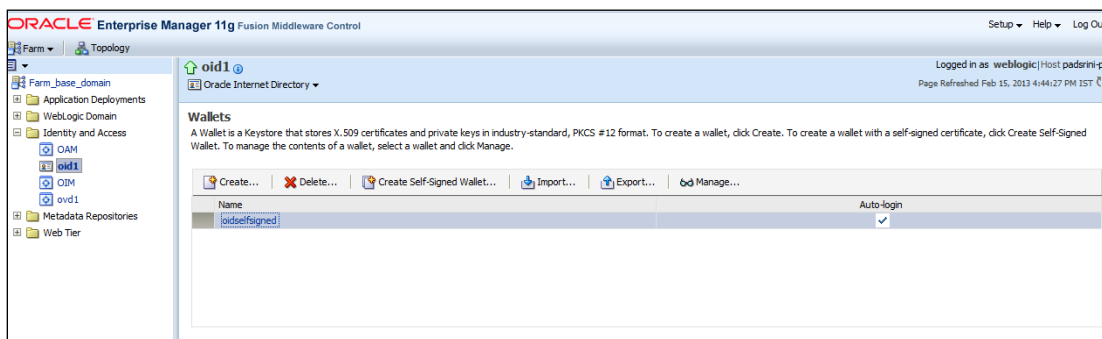 ORACLE Enterprise Manager 11g Fusion Middleware Control
Setup Help Log Ou
Farm Topology
Farm_base_domain
Application Deployments
WebLogic Domain
Identity and Access
OAM
oid1
OIM
ovd1
Metadata Repositories
Web Tier
oid1
Oracle Internet Directory
Logged in as weblogic|Host padsrini-p
Page Refreshed Feb 15, 2013 4:44:27 PM IST
Wallets
A Wallet is a Keystore that stores X.509 certificates and private keys in industry-standard, PKCS #12 format. To create a wallet, click Create. To create a wallet with a self-signed certificate, click Create Self-Signed
Wallet. To manage the contents of a wallet, select a wallet and click Manage.
Create... Delete... Create Self-Signed Wallet... Import... Export... Manage...
Name Auto-login
oidselfsigned